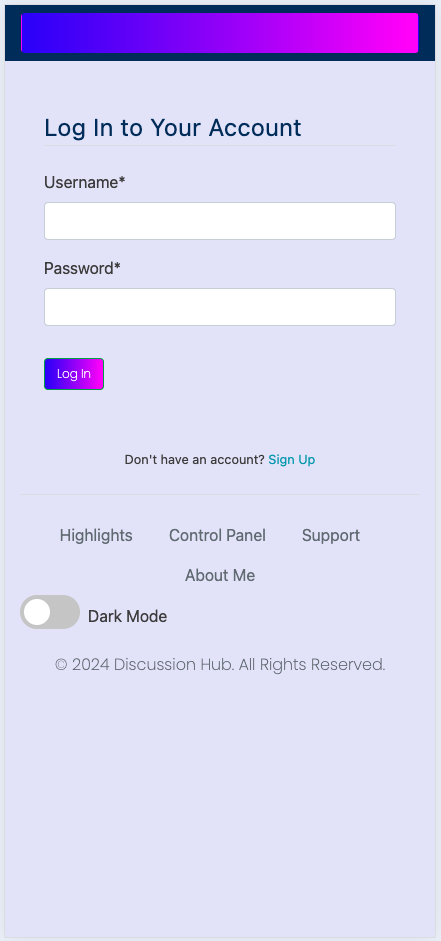 Log In to Your Account
Username*
Password*
Log In
Don't have an account? Sign Up
Highlights Control Panel Support
About Me
Dark Mode
© 2024 Discussion Hub. All Rights Reserved.